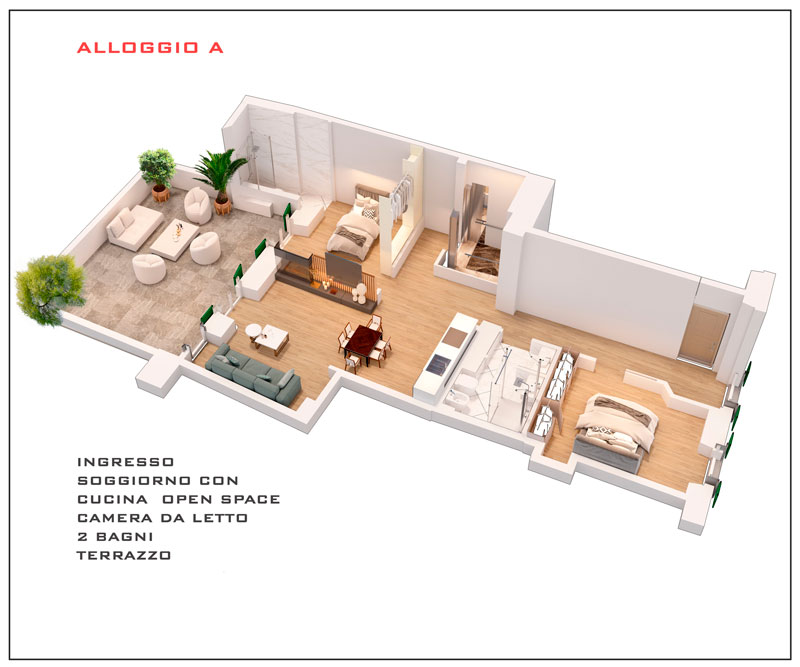 ALLOGGIO A
INGRESSO
SOGGIORNO CON
CUCINA OPEN SPACE
CAMERA DA LETTO
2 BAGNI
TERRAZZO